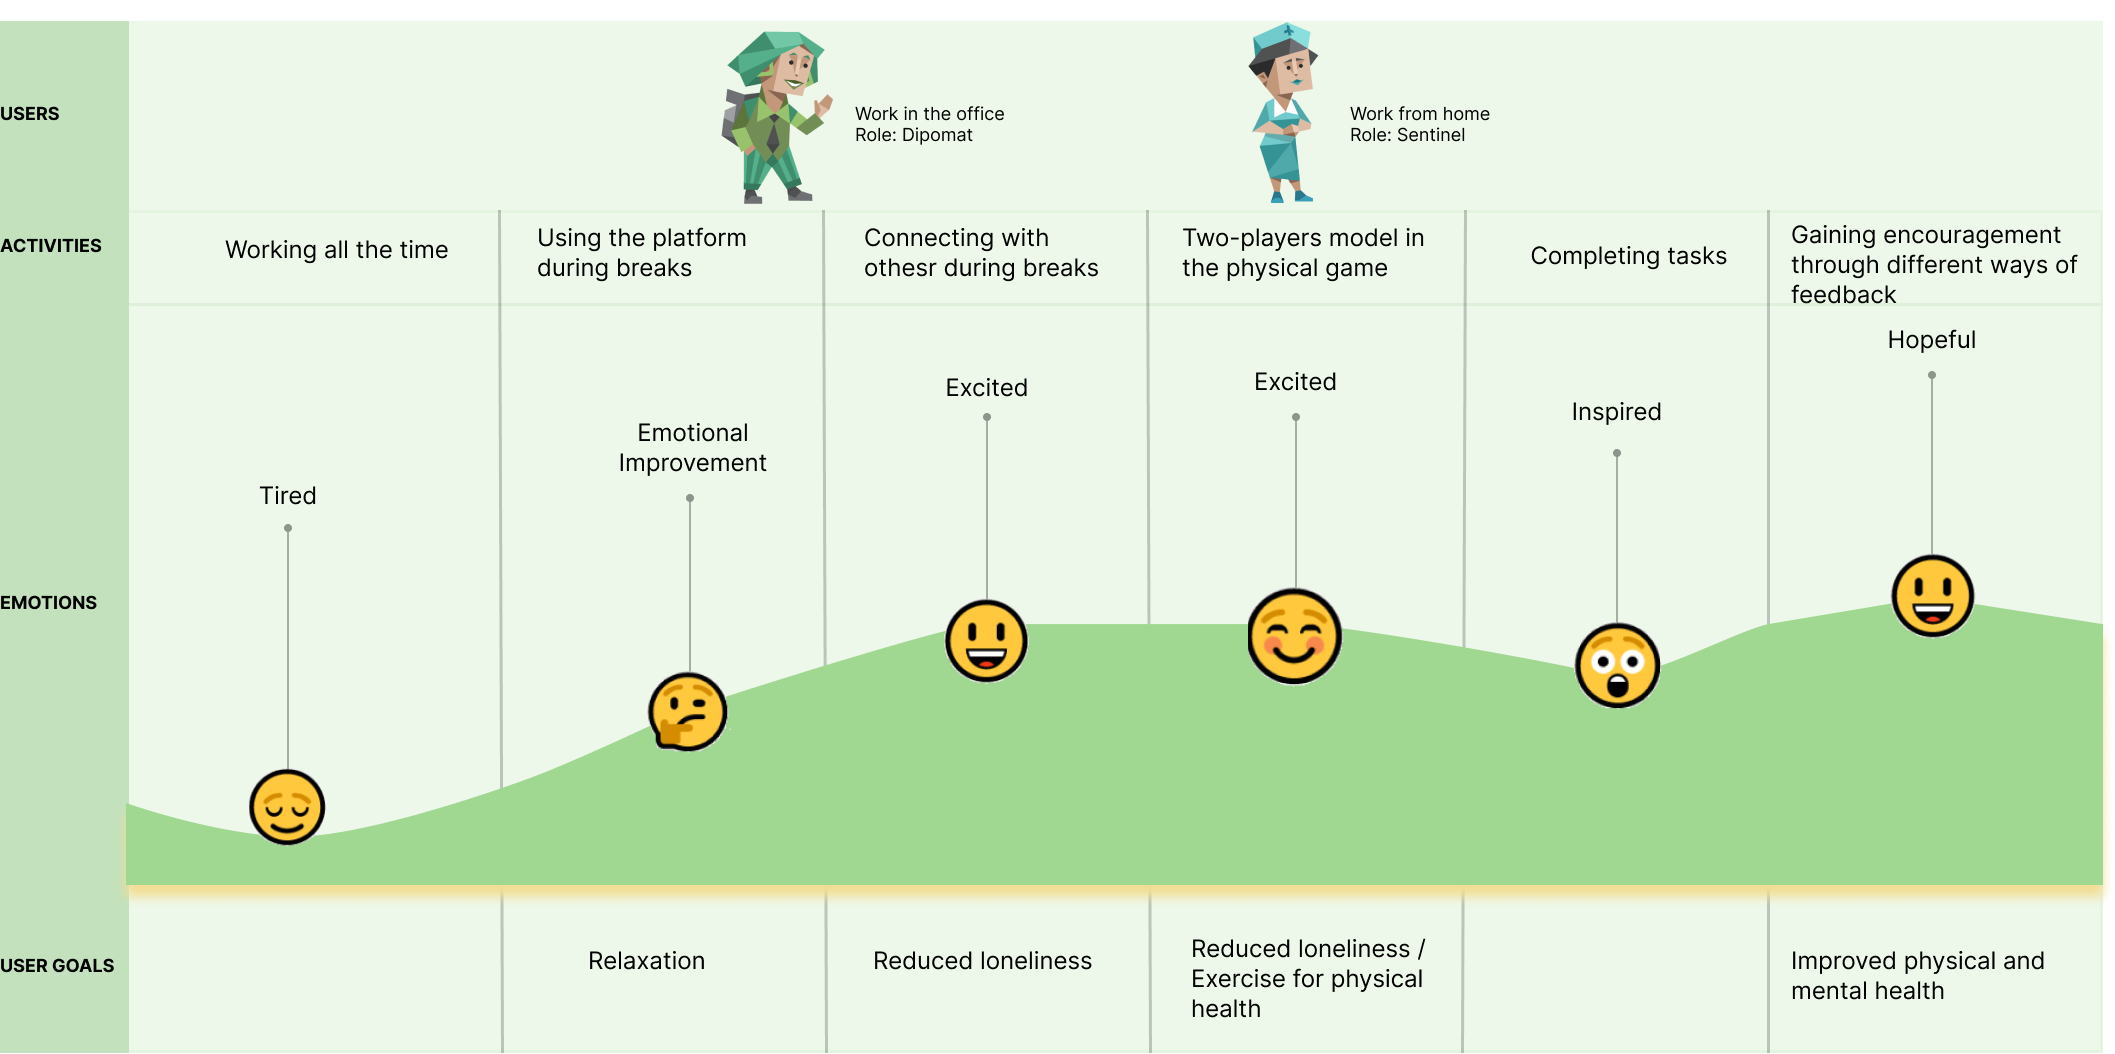 USERS
Work in the office
Role: Dipomat
Work from home
Role: Sentinel
ACTIVITIES
Working all the time
Using the platform
during breaks
Connecting with
othesr during breaks
Two-players model in
the physical game
Completing tasks
Gaining encouragement
through different ways of
feedback
EMOTIONS
Tired
Emotional
Improvement
Excited
Excited
Inspired
Hopeful
USER GOALS
Relaxation
Reduced loneliness
Reduced loneliness /
Exercise for physical
health
Improved physical and
mental health